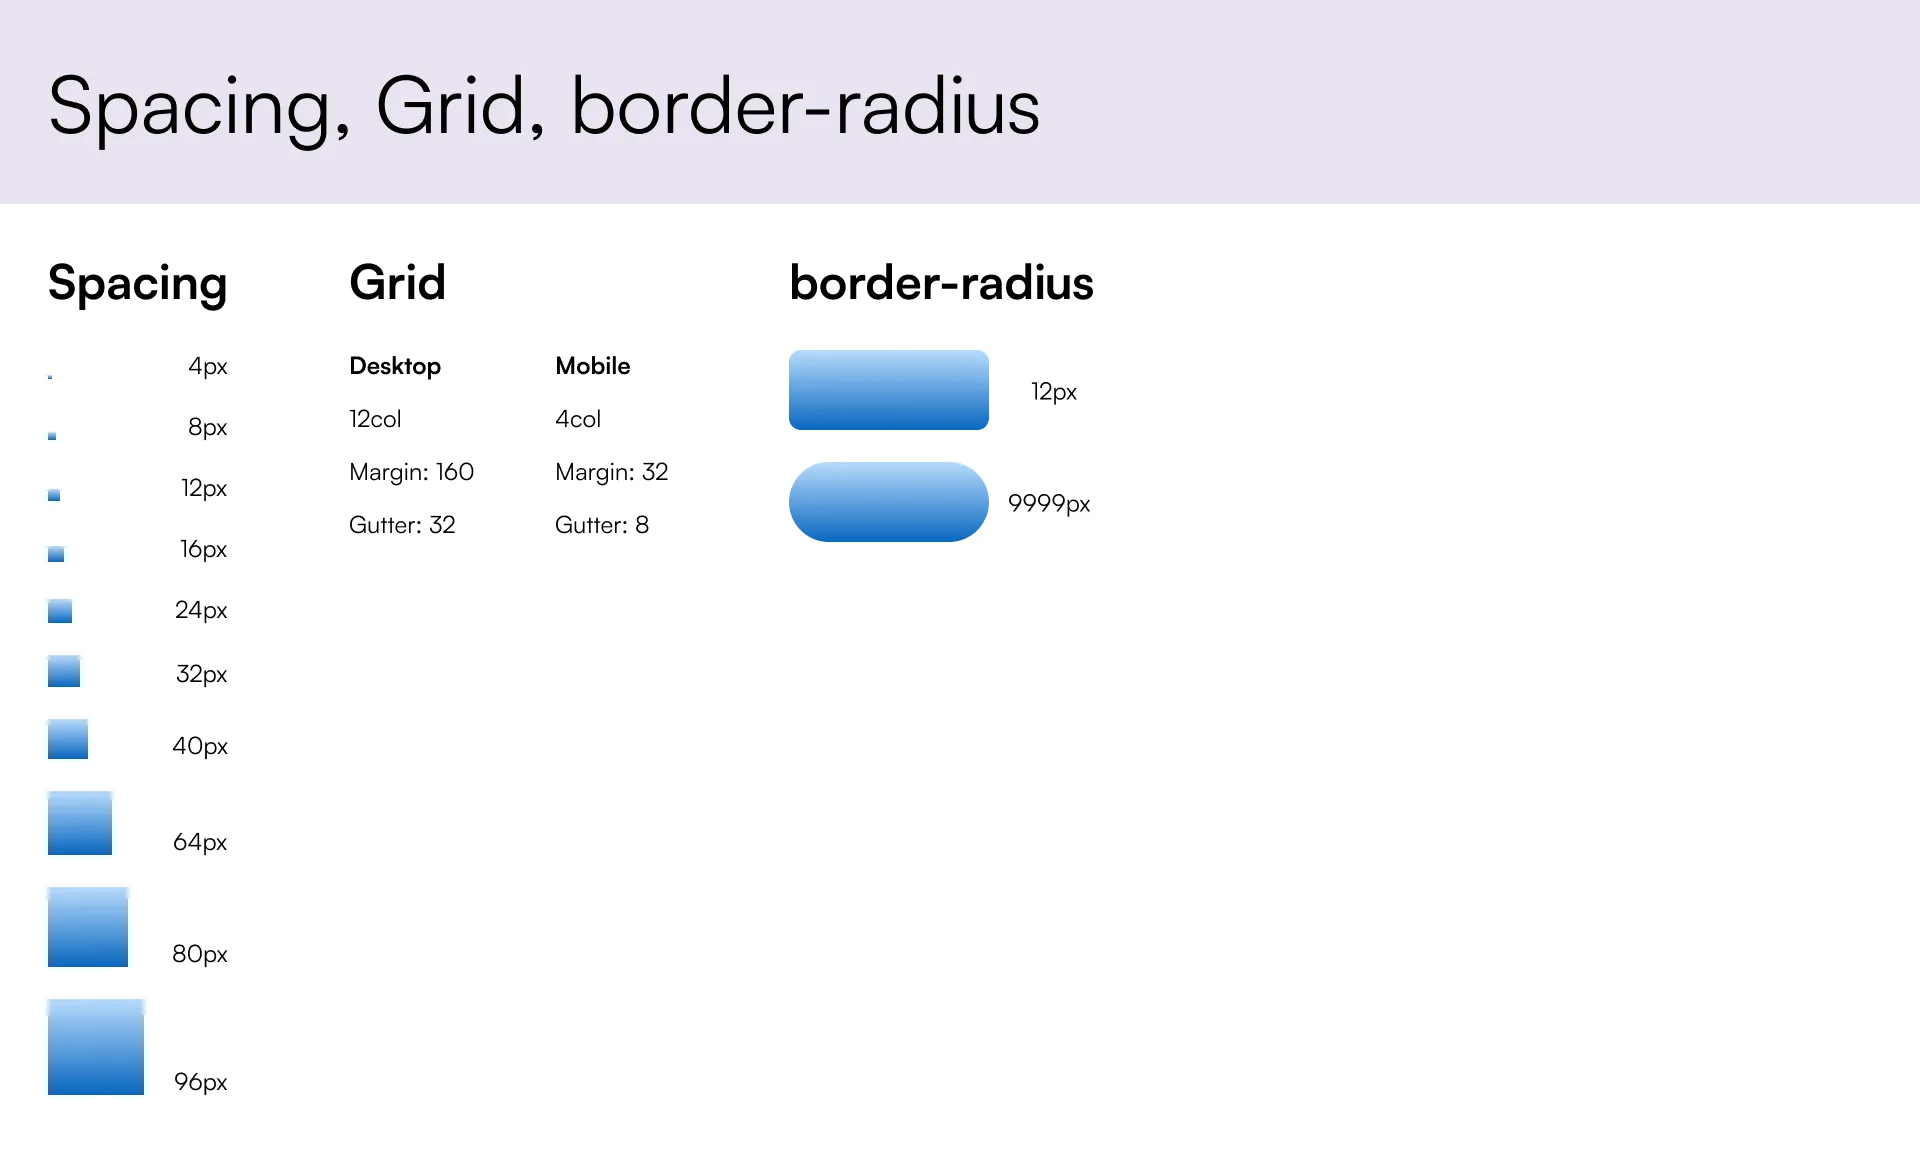 Spacing, Grid, border-radius
Spacing
4px
8px
12px
16px
24px
32px
40px
64px
80px
96px
Grid
Desktop
12col
Margin: 160
Gutter: 32
Mobile
4col
Margin: 32
Gutter: 8
border-radius
12px
9999px